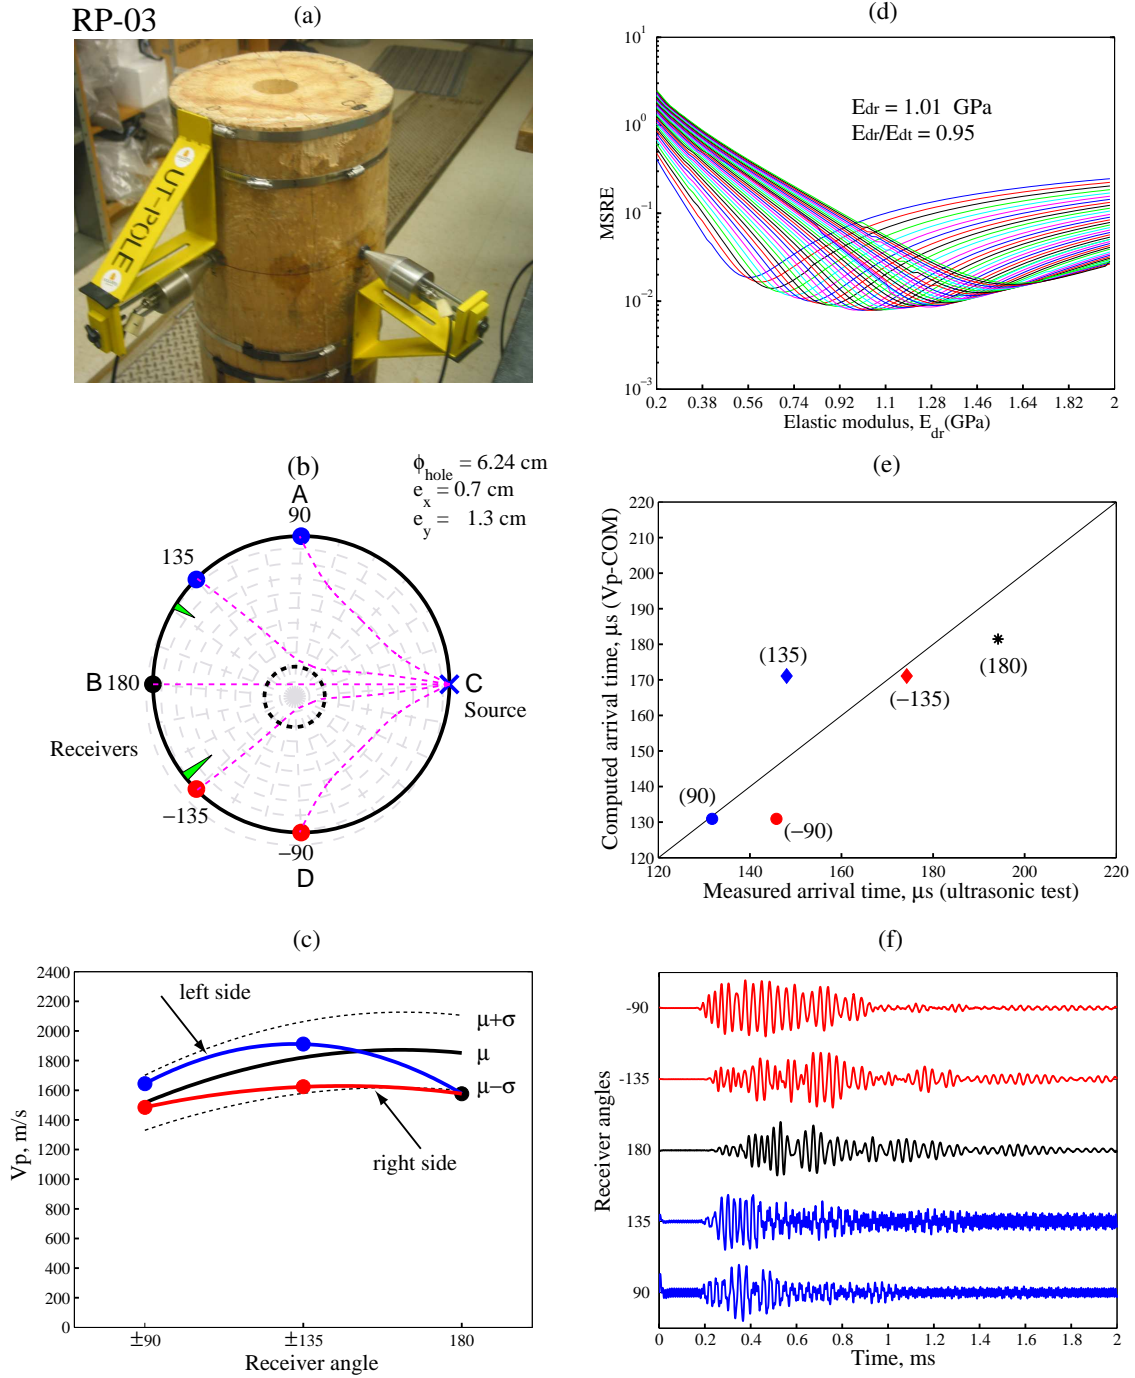 RP-03
(a)
UT-POLE
(b)
ϕhole = 6.24 cm
ex = 0.7 cm
ey = 1.3 cm
A
90
135
B 180
C
Source
Receivers
−135
−90
D
(c)
2400
2200
2000
1800
1600
1400
1200
1000
800
600
400
200
0
Vp, m/s
left side
μ+σ
μ
μ−σ
right side
±90
±135
180
Receiver angle
(d)
10^1
10^0
10^−1
10^−2
10^−3
MSRE
Edr = 1.01 GPa
Edr/Edt = 0.95
0.2 0.38 0.56 0.74 0.92 1.1 1.28 1.46 1.64 1.82 2
Elastic modulus, Edr(GPa)
(e)
220
210
200
190
180
170
160
150
140
130
120
Computed arrival time, μs (Vp-COM)
(135)
(180)
(−135)
(90)
(−90)
120 140 160 180 200 220
Measured arrival time, μs (ultrasonic test)
(f)
Receiver angles
-90
-135
180
135
90
0 0.2 0.4 0.6 0.8 1 1.2 1.4 1.6 1.8 2
Time, ms